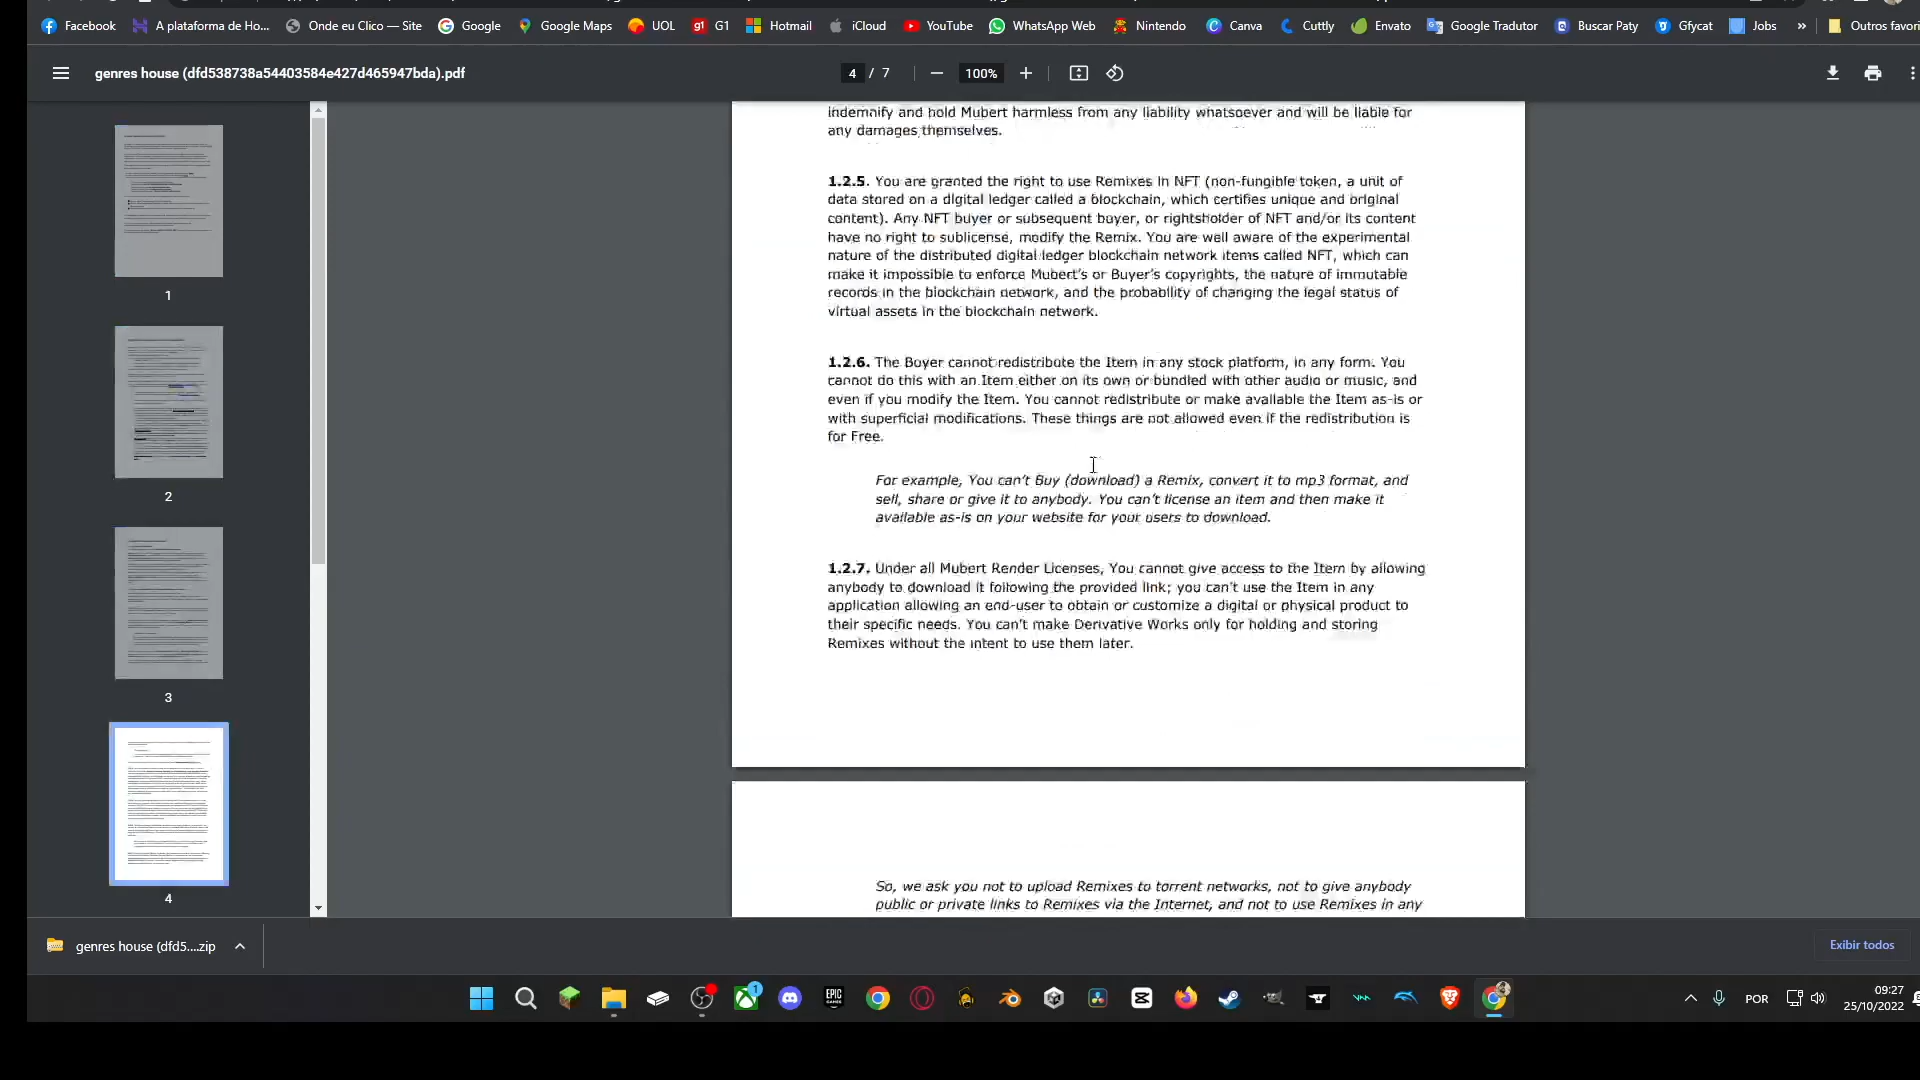 Facebook
A plataforma de Ho...
Onde eu Clico — Site
Google
Google Maps
UOL
G1
Hotmail
iCloud
YouTube
WhatsApp Web
Nintendo
Canva
Cuttly
Envato
Google Tradutor
Buscar Paty
Gfycat
Jobs
»
Outros favori
genres house (dfd538738a54403584e427d465947bda).pdf
4 / 7
100%
indemnify and hold Mubert harmless from any liability whatsoever and will be liable for
any damages themselves.
1.2.5. You are granted the right to use Remixes in NFT (non-fungible token, a unit of
data stored on a digital ledger called a blockchain, which certifies unique and original
content). Any NFT buyer or subsequent buyer, or rightsholder of NFT and/or its content
have no right to sublicense, modify the Remix. You are well aware of the experimental
nature of the distributed digital ledger blockchain network items called NFT, which can
make it impossible to enforce Mubert's or Buyer's copyrights, the nature of immutable
records in the blockchain network, and the probability of changing the legal status of
virtual assets in the blockchain network.
1.2.6. The Buyer cannot redistribute the Item in any stock platform, in any form. You
cannot do this with an Item either on its own or bundled with other audio or music, and
even if you modify the Item. You cannot redistribute or make available the Item as-is or
with superficial modifications. These things are not allowed even if the redistribution is
for Free.
For example, You can't Buy (download) a Remix, convert it to mp3 format, and
sell, share or give it to anybody. You can't license an item and then make it
available as-is on your website for your users to download.
1.2.7. Under all Mubert Render Licenses, You cannot give access to the Item by allowing
anybody to download it following the provided link; you can't use the Item in any
application allowing an end-user to obtain or customize a digital or physical product to
their specific needs. You can't make Derivative Works only for holding and storing
Remixes without the intent to use them later.
So, we ask you not to upload Remixes to torrent networks, not to give anybody
public or private links to Remixes via the Internet, and not to use Remixes in any
1
2
3
4
genres house (dfd5....zip
Exibir todos
EPIC
GAMES
1
POR
09:27
25/10/2022